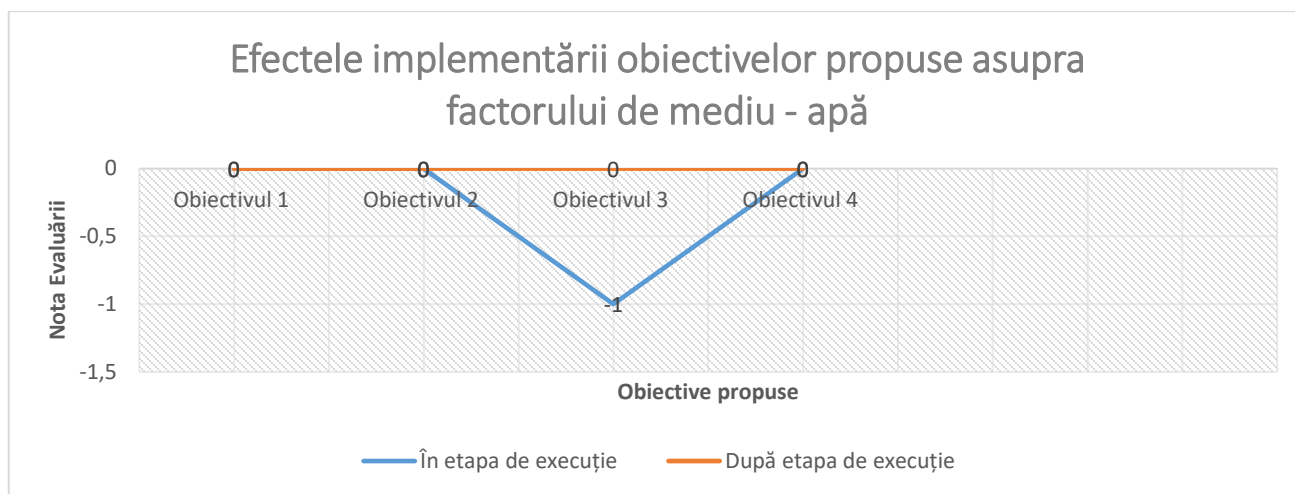 Efectele implementării obiectivelor propuse asupra
factorului de mediu - apă
0
0 0 0 0
Obiectivul 1 Obiectivul 2 Obiectivul 3 Obiectivul 4
-0,5
-1
-1
-1,5
Nota Evaluării
Obiective propuse
În etapa de execuție După etapa de execuție